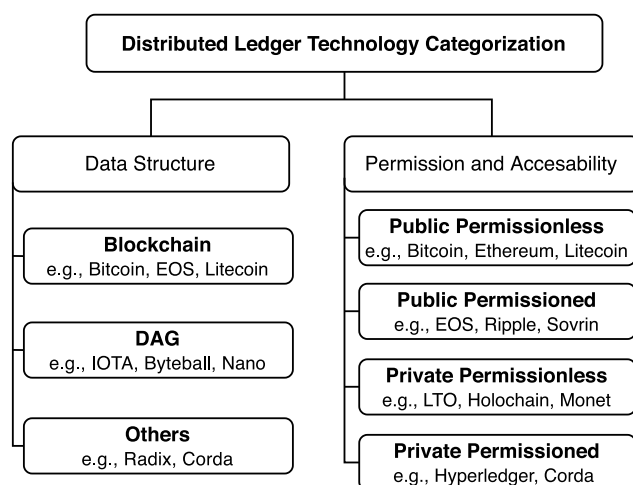 Distributed Ledger Technology Categorization
Data Structure
Blockchain
e.g., Bitcoin, EOS, Litecoin
DAG
e.g., IOTA, Byteball, Nano
Others
e.g., Radix, Corda
Permission and Accesability
Public Permissionless
e.g., Bitcoin, Ethereum, Litecoin
Public Permissioned
e.g., EOS, Ripple, Sovrin
Private Permissionless
e.g., LTO, Holochain, Monet
Private Permissioned
e.g., Hyperledger, Corda